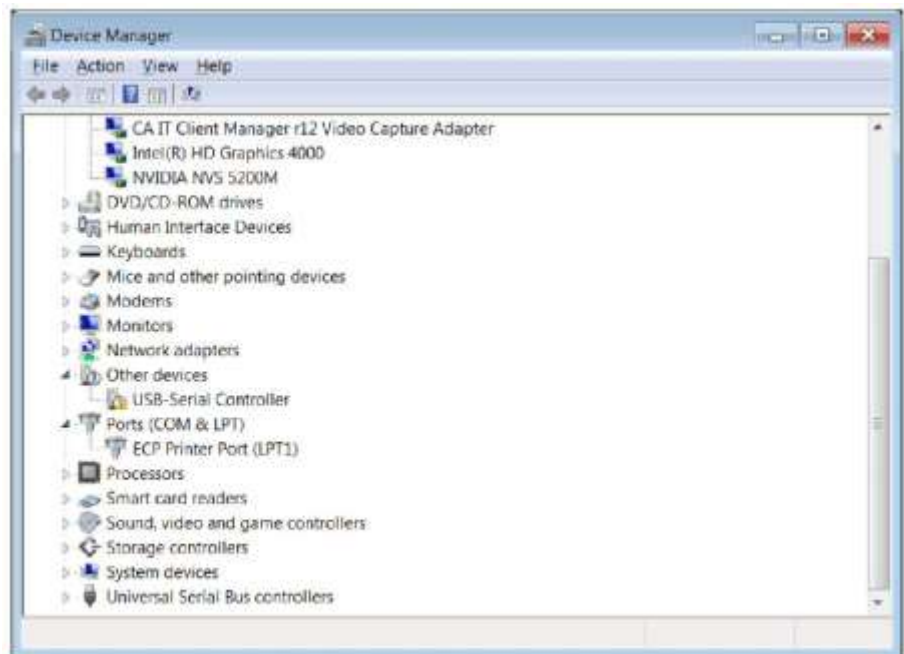 Device Manager
File Action View Help
CA IT Client Manager r12 Video Capture Adapter
Intel(R) HD Graphics 4000
NVIDIA NVS 5200M
DVD/CD-ROM drives
Human Interface Devices
Keyboards
Mice and other pointing devices
Modems
Monitors
Network adapters
Other devices
USB-Serial Controller
Ports (COM & LPT)
ECP Printer Port (LPT1)
Processors
Smart card readers
Sound, video and game controllers
Storage controllers
System devices
Universal Serial Bus controllers